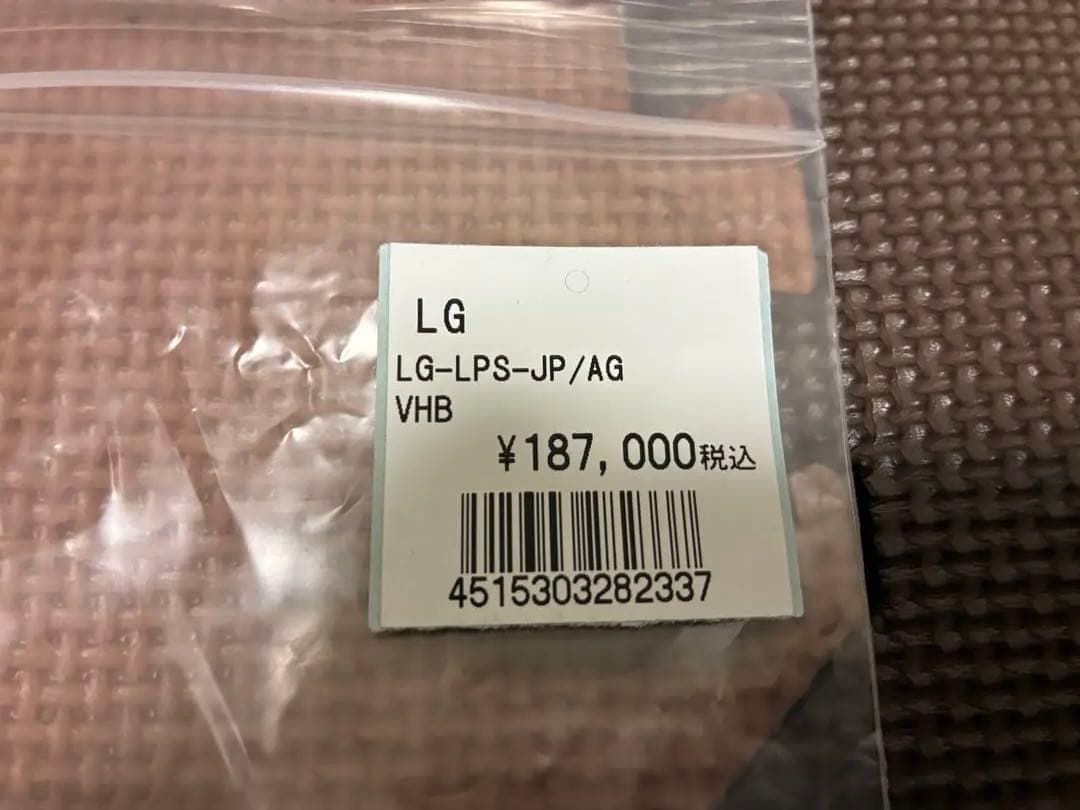 LG
LG-LPS-JP/AG
VHB
¥187,000税込
4515303282337